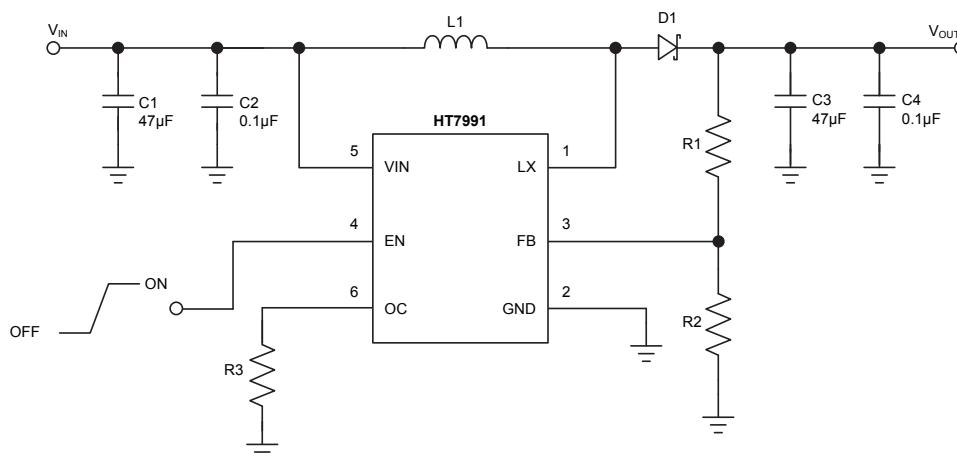 VIN
L1
D1
VOUT
C1
47µF
C2
0.1µF
C3
47µF
C4
0.1µF
HT7991
R1
5
VIN
LX
1
4
EN
FB
3
ON
OFF
6
OC
GND
2
R2
R3